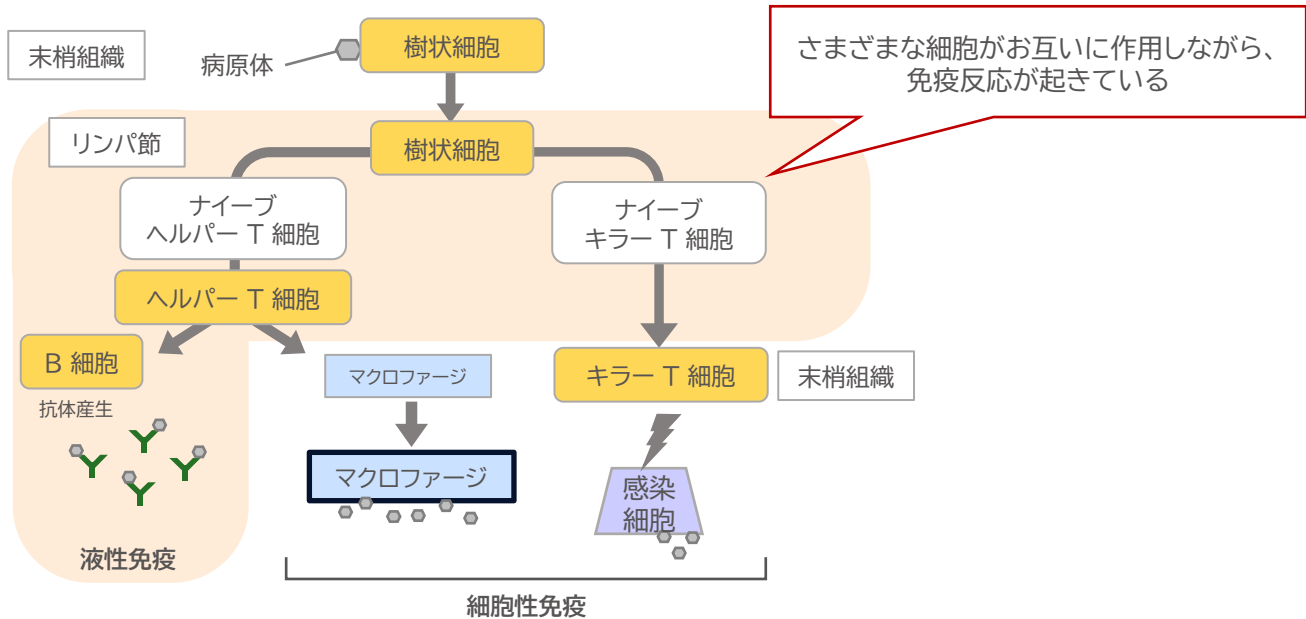 末梢組織
病原体
樹状細胞
さまざまな細胞がお互いに作用しながら、
免疫反応が起きている
リンパ節
樹状細胞
ナイーブ
ヘルパー T 細胞
ナイーブ
キラー T 細胞
ヘルパー T 細胞
B 細胞
マクロファージ
キラー T 細胞
末梢組織
抗体産生
マクロファージ
感染
細胞
液性免疫
細胞性免疫